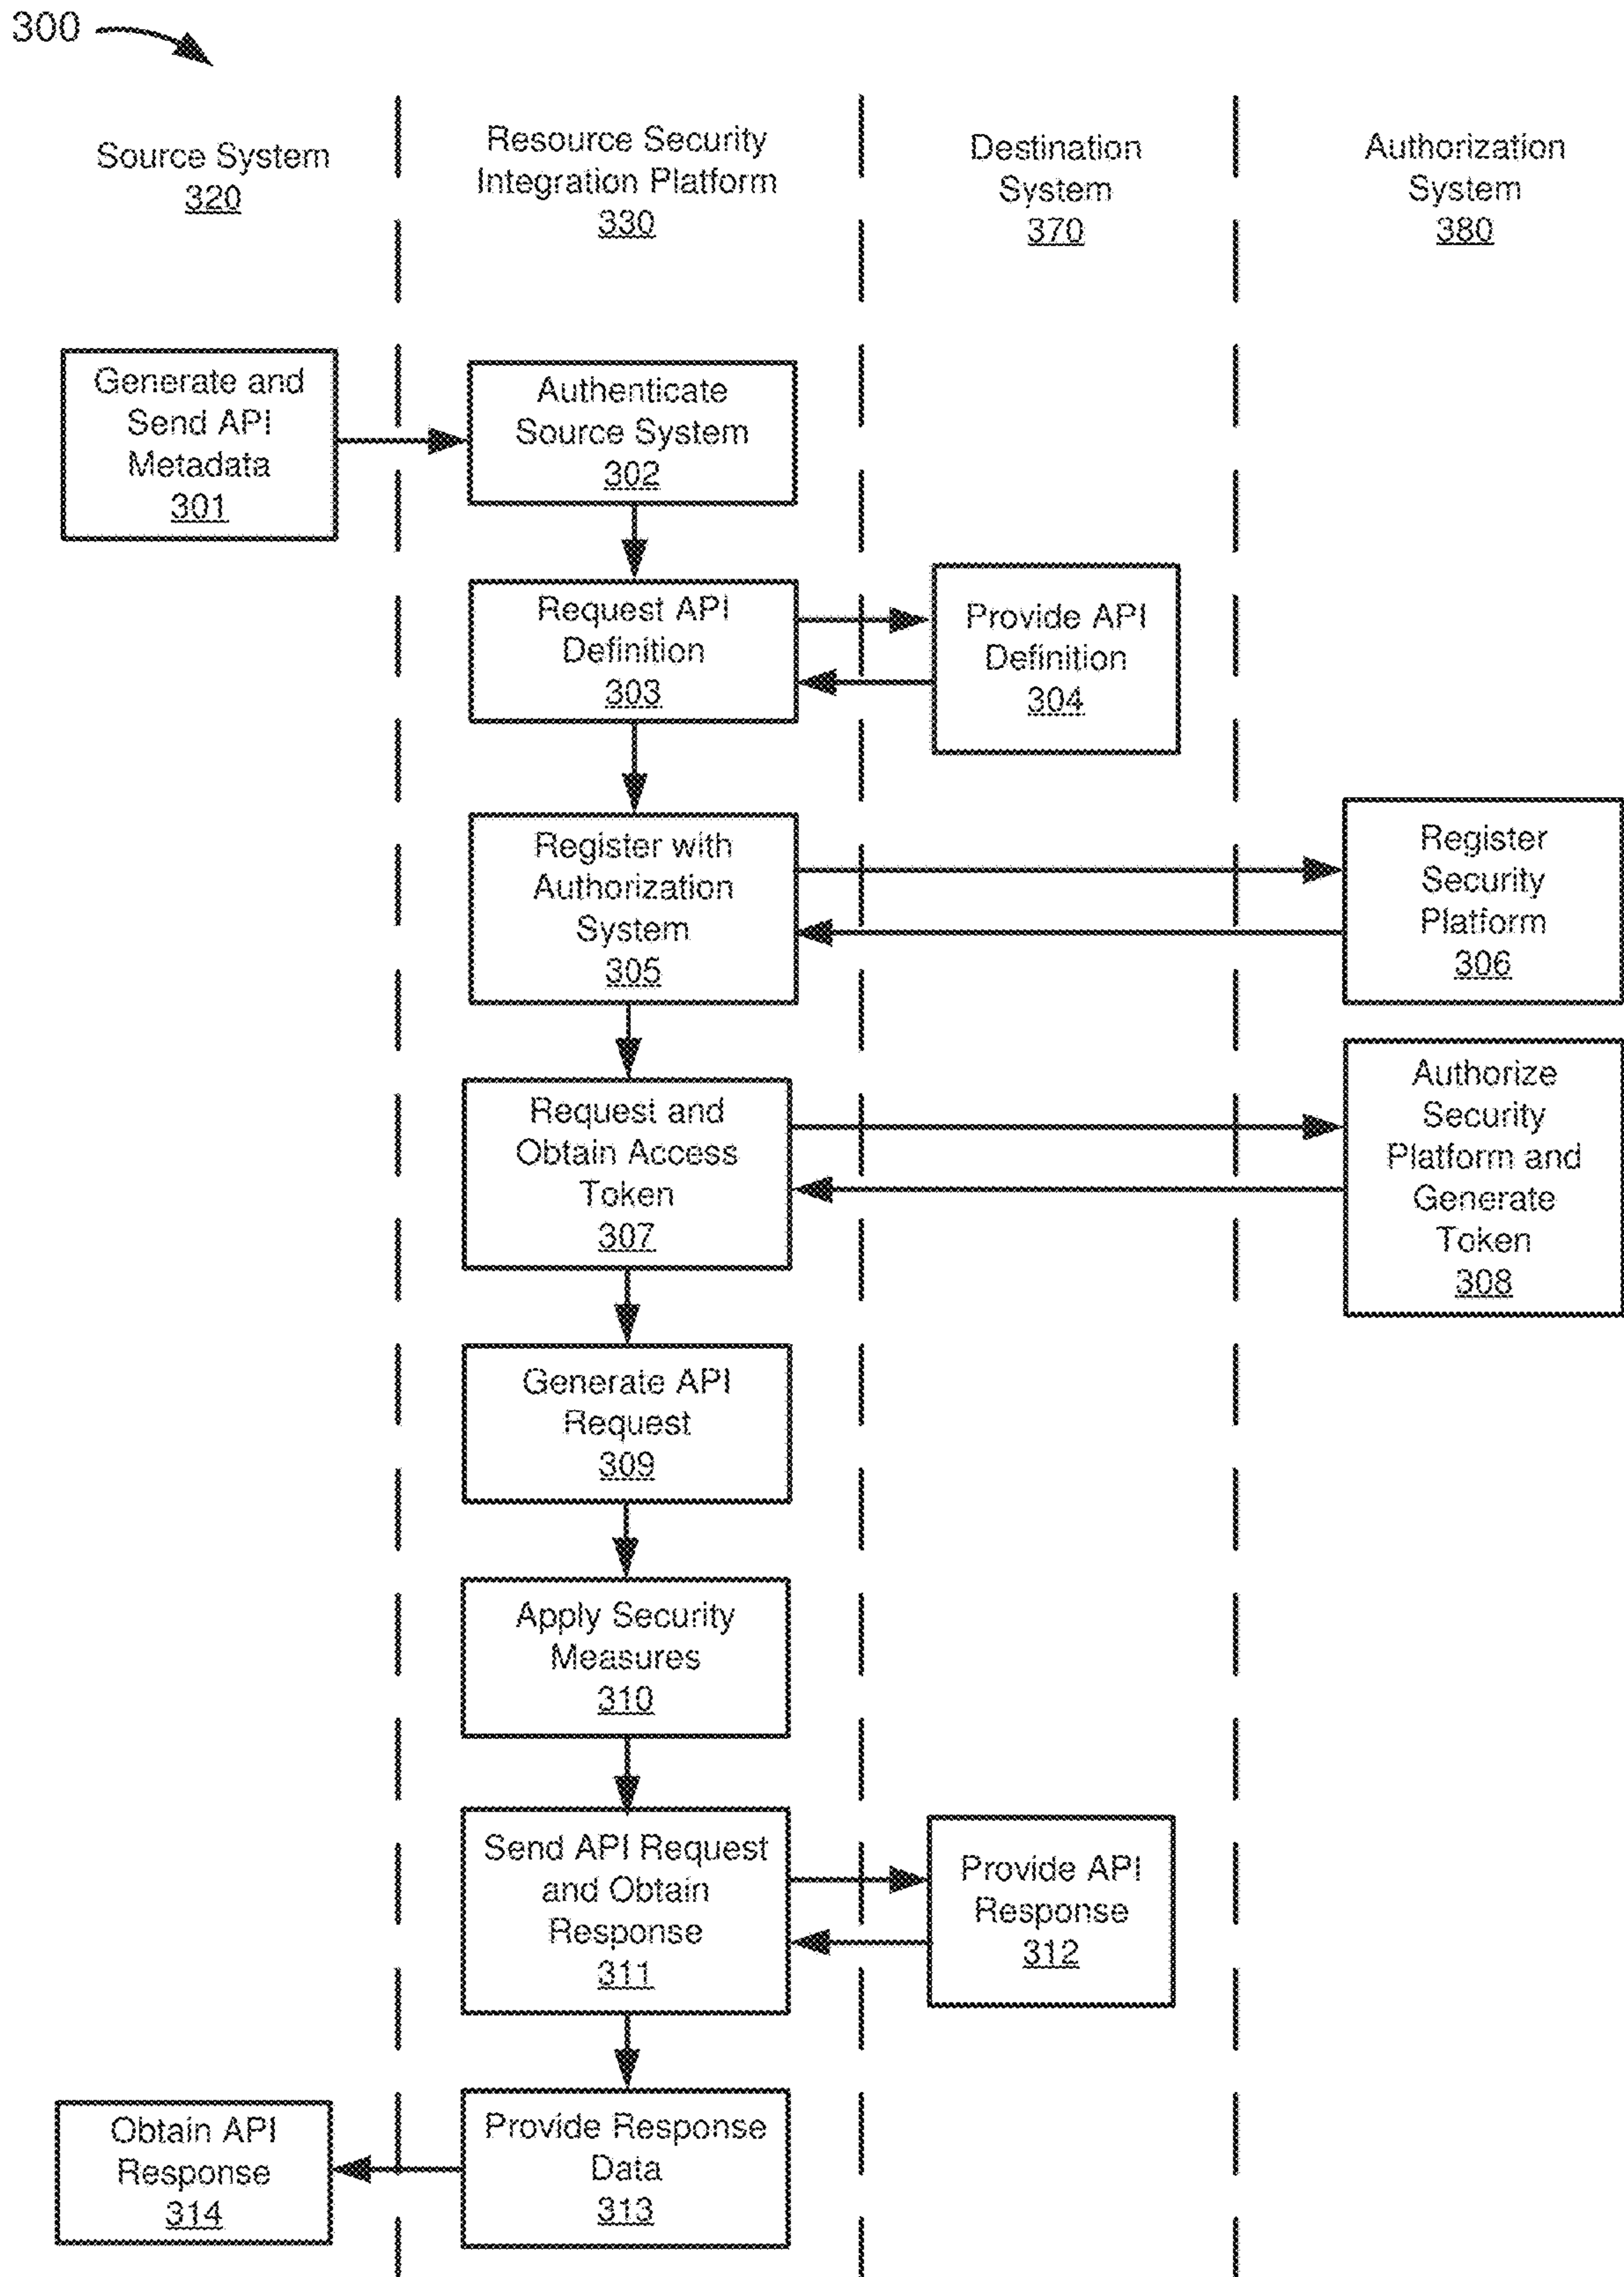 300
Source System
320
Resource Security
Integration Platform
330
Destination
System
370
Authorization
System
380
Generate and
Send API
Metadata
301
Authenticate
Source System
302
Request API
Definition
303
Provide API
Definition
304
Register with
Authorization
System
305
Register
Security
Platform
306
Request and
Obtain Access
Token
307
Authorize
Security
Platform and
Generate
Token
308
Generate API
Request
309
Apply Security
Measures
310
Send API Request
and Obtain
Response
311
Provide API
Response
312
Provide Response
Data
313
Obtain API
Response
314